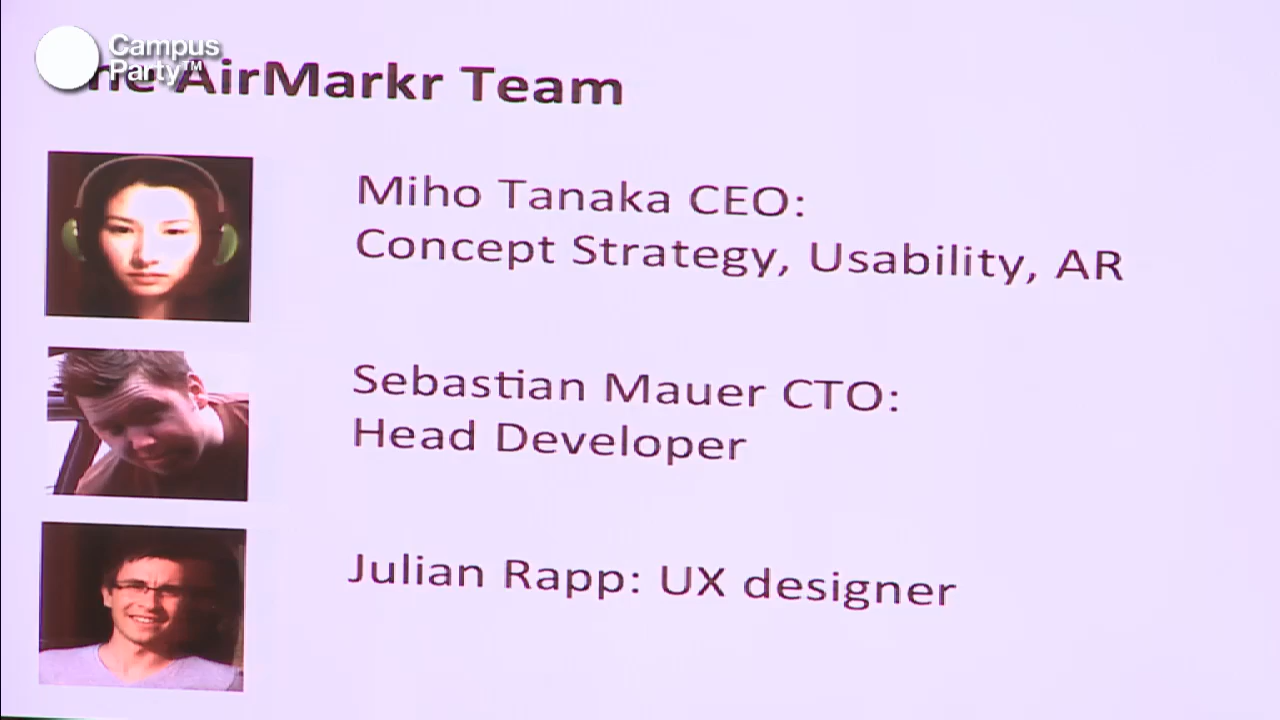 Campus
Party™
The AirMarkr Team
Miho Tanaka CEO:
Concept Strategy, Usability, AR
Sebastian Mauer CTO:
Head Developer
Julian Rapp: UX designer